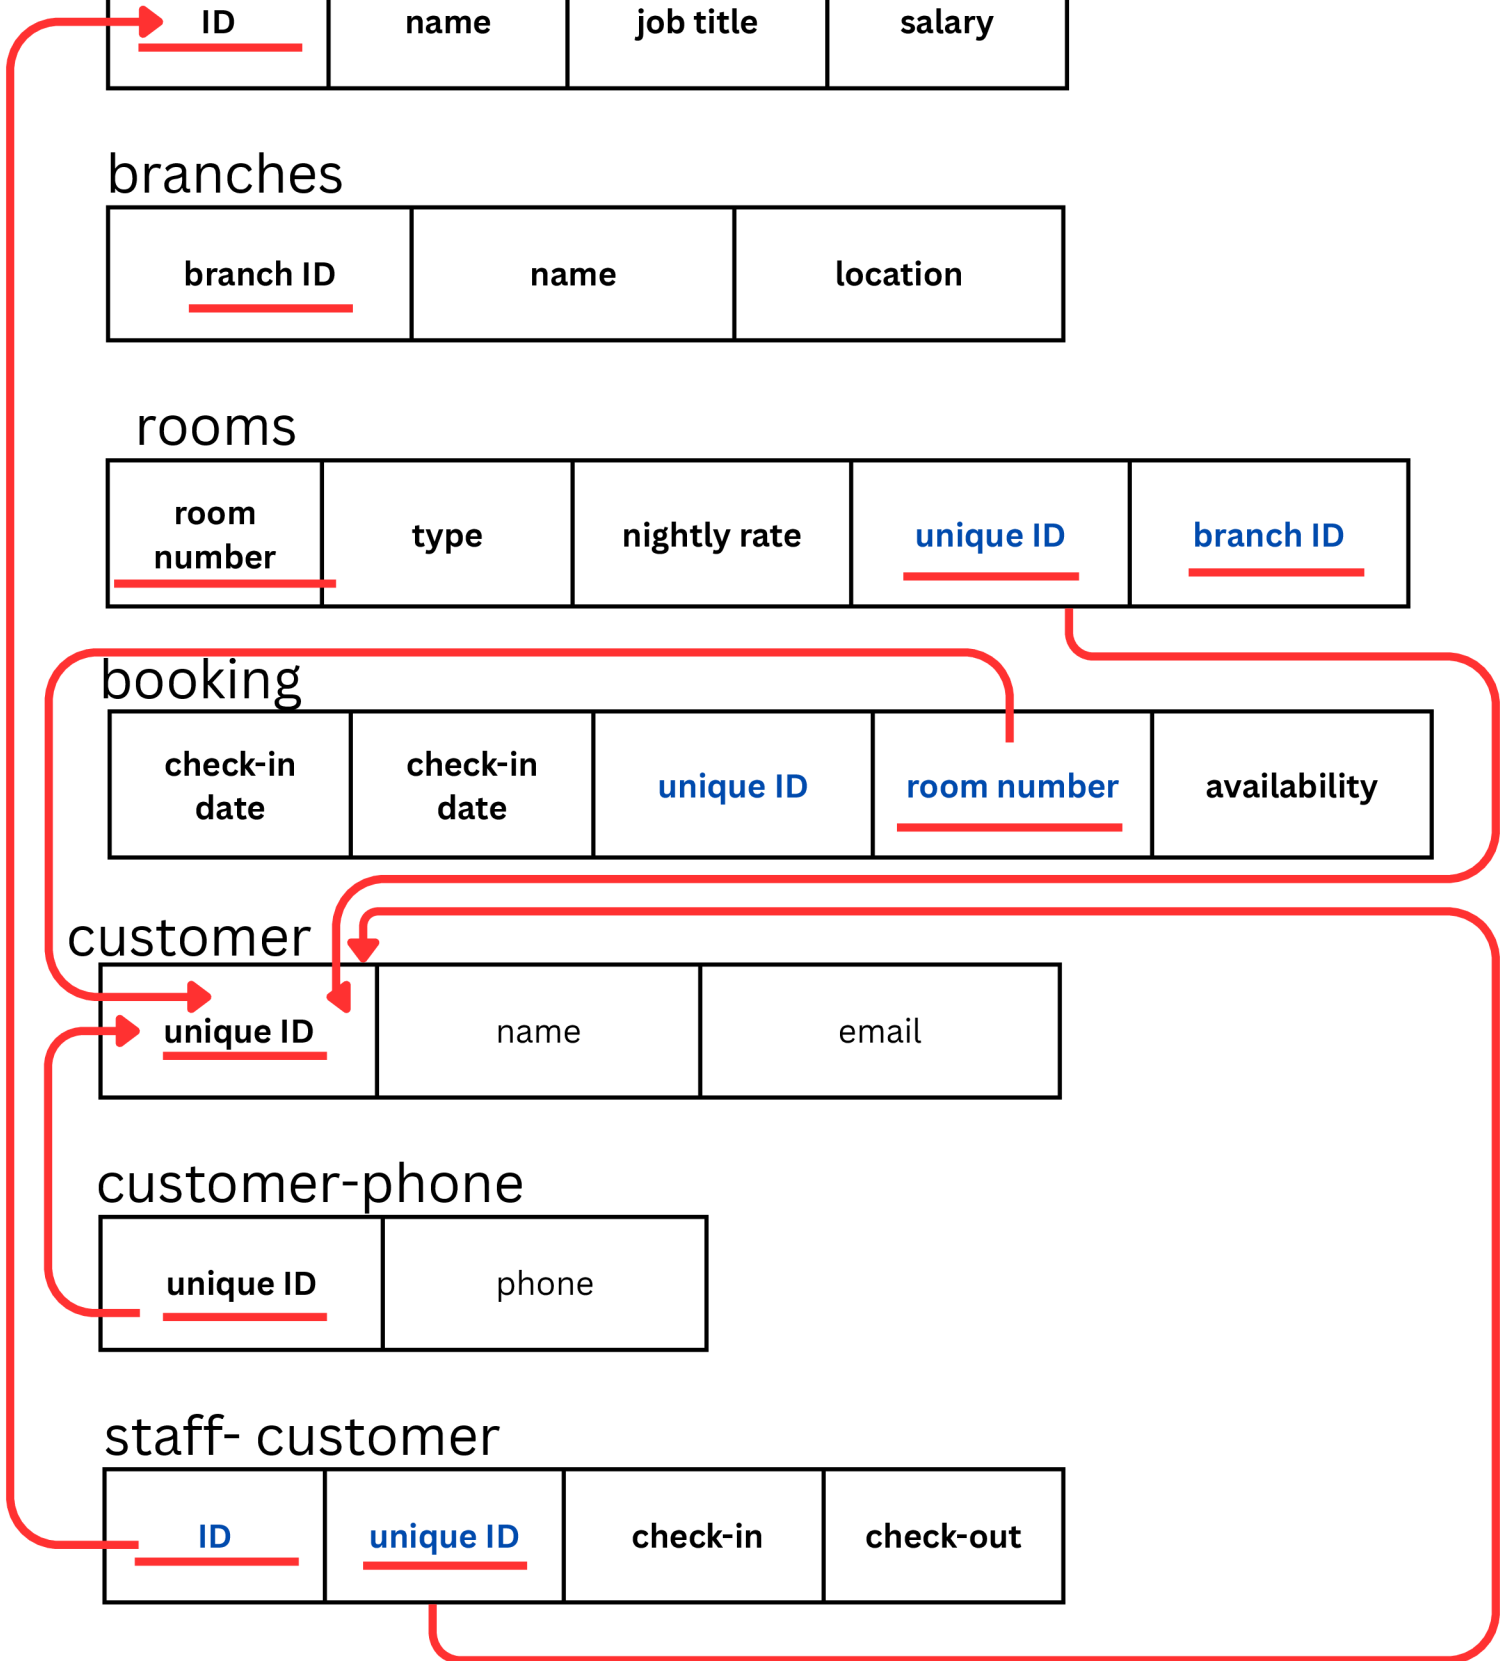 ID name job title salary
branches
branch ID name location
rooms
room
number
type nightly rate unique ID branch ID
booking
check-in
date
check-in
date
unique ID room number availability
customer
unique ID name email
customer-phone
unique ID phone
staff- customer
ID unique ID check-in check-out